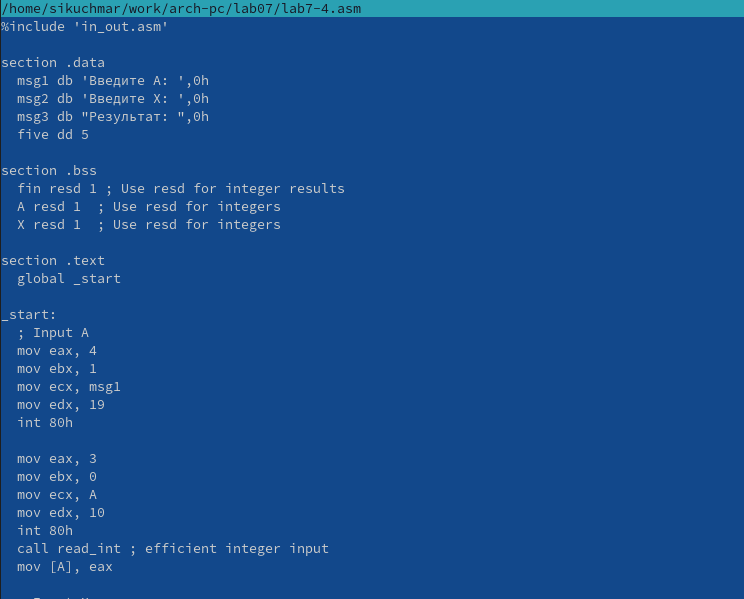 /home/sikuchmar/work/arch-pc/lab07/lab7-4.asm
%include 'in_out.asm'
section .data
msg1 db 'Введите A: ',0h
msg2 db 'Введите X: ',0h
msg3 db "Результат: ",0h
five dd 5
section .bss
fin resd 1 ; Use resd for integer results
A resd 1  ; Use resd for integers
X resd 1  ; Use resd for integers
section .text
global _start
_start:
; Input A
mov eax, 4
mov ebx, 1
mov ecx, msg1
mov edx, 19
int 80h
mov eax, 3
mov ebx, 0
mov ecx, A
mov edx, 10
int 80h
call read_int ; efficient integer input
mov [A], eax